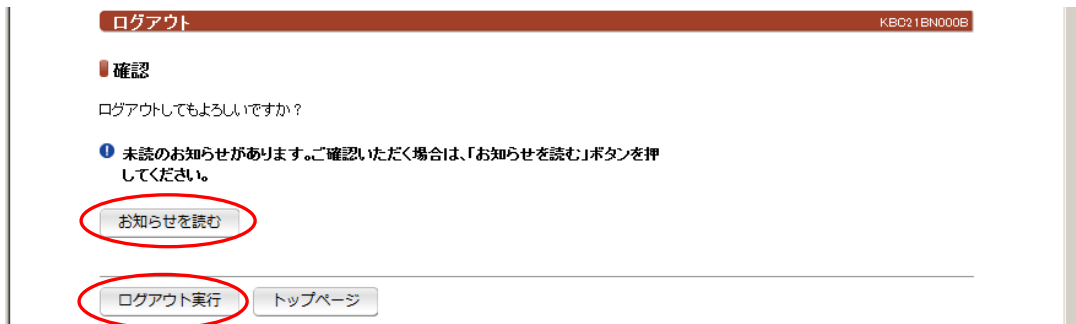 ログアウト KBC21BN000B
確認
ログアウトしてもよろしいですか?
未読のお知らせがあります。ご確認いただく場合は、「お知らせを読む」ボタンを押
してください。
お知らせを読む
ログアウト実行 トップページ